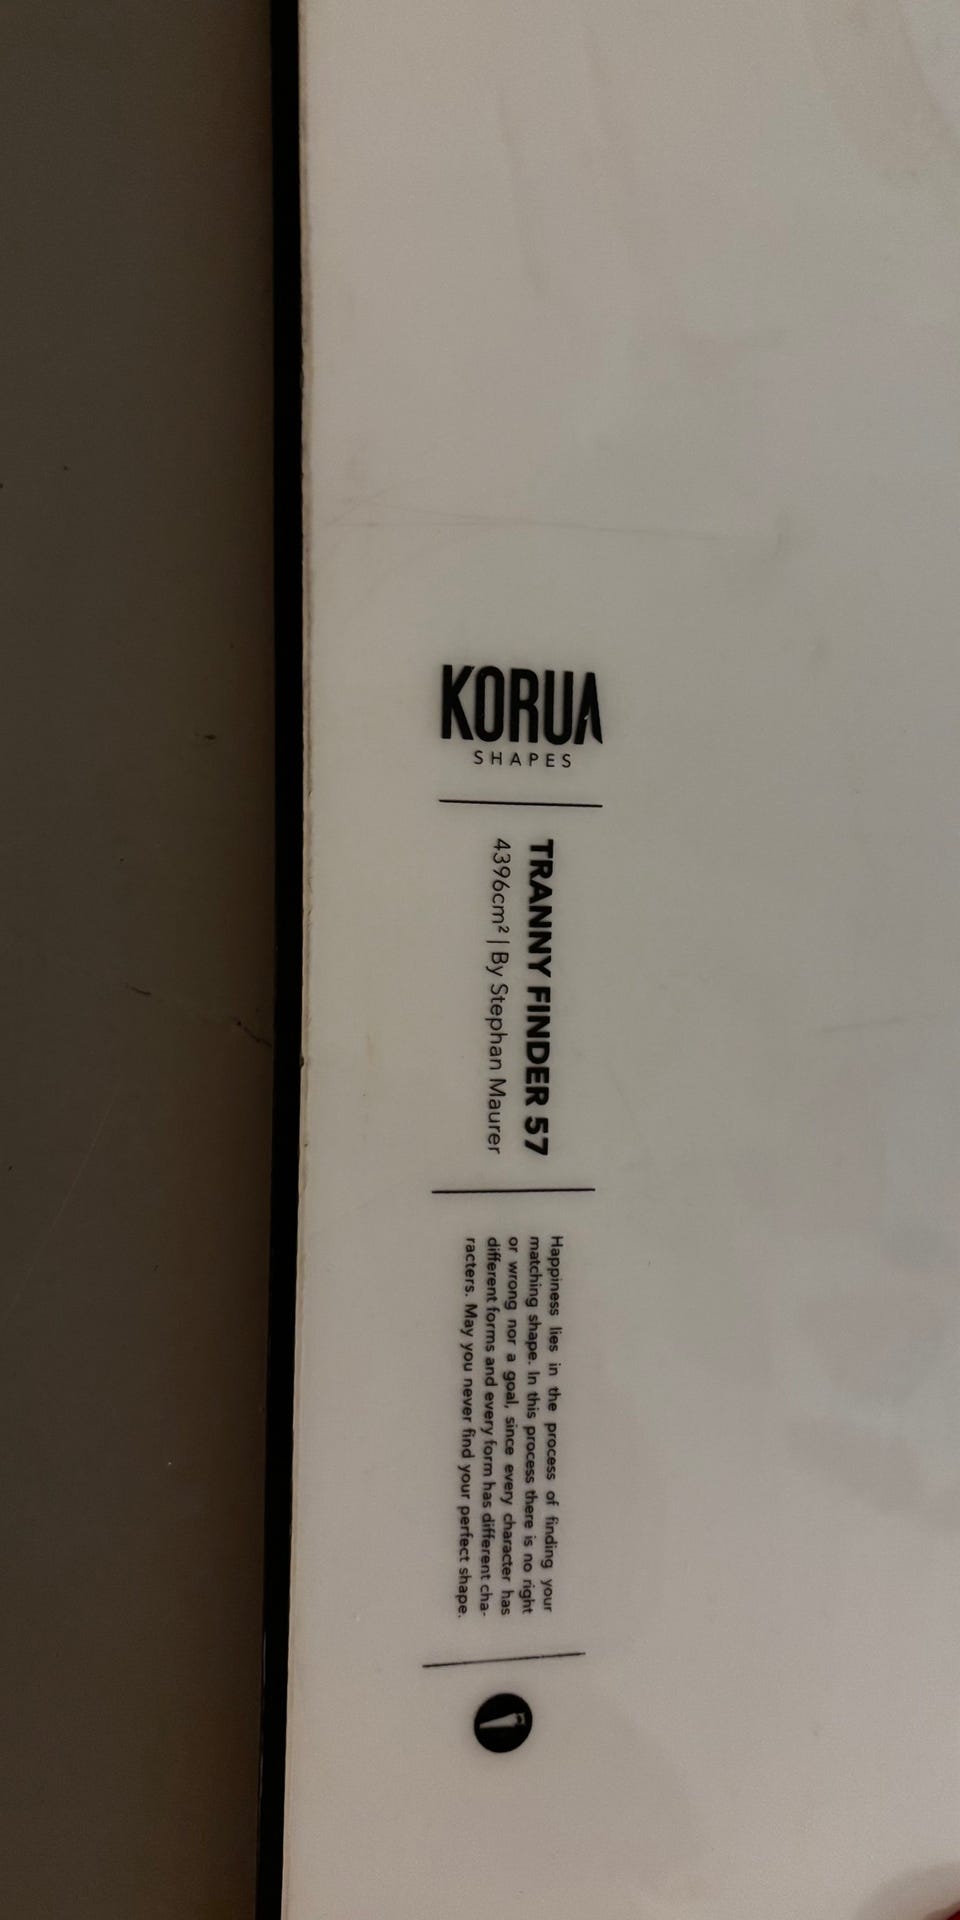 KORUA
SHAPES
TRANNY FINDER 57
4396cm² | By Stephan Maurer
Happiness lies in the process of finding your
matching shape. In this process there is no right
or wrong nor a goal, since every character has
different forms and every form has different cha-
racters. May you never find your perfect shape.